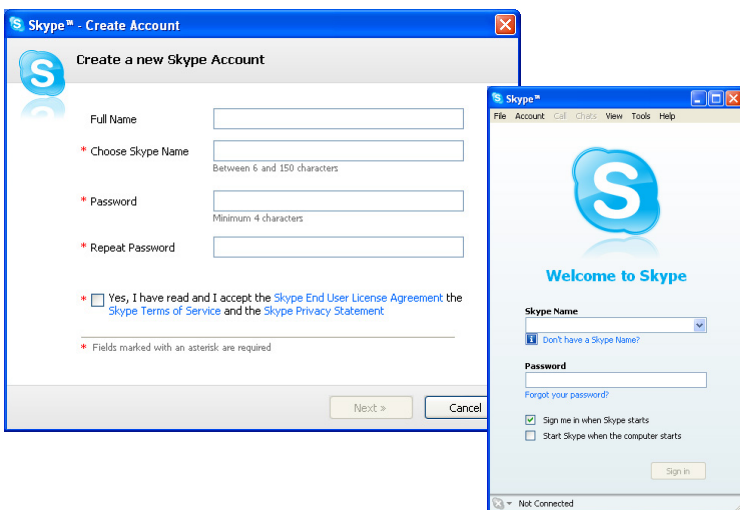 Skype™ - Create Account
Create a new Skype Account
Full Name
* Choose Skype Name
Between 6 and 150 characters
* Password
Minimum 4 characters
* Repeat Password
* Yes, I have read and I accept the Skype End User License Agreement the
Skype Terms of Service and the Skype Privacy Statement
* Fields marked with an asterisk are required
Next »
Cancel
Skype™
File Account Call Chats View Tools Help
Welcome to Skype
Skype Name
Don't have a Skype Name?
Password
Forgot your password?
Sign me in when Skype starts
Start Skype when the computer starts
Sign in
Not Connected